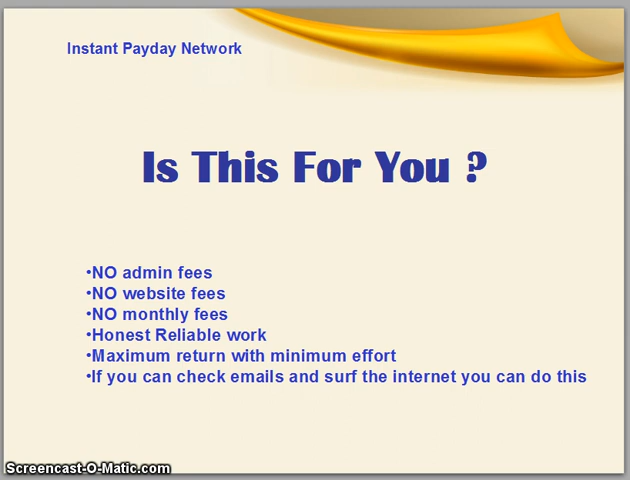 Instant Payday Network
Is This For You ?
•NO admin fees
•NO website fees
•NO monthly fees
•Honest Reliable work
•Maximum return with minimum effort
•If you can check emails and surf the internet you can do this
Screencast-O-Matic.com